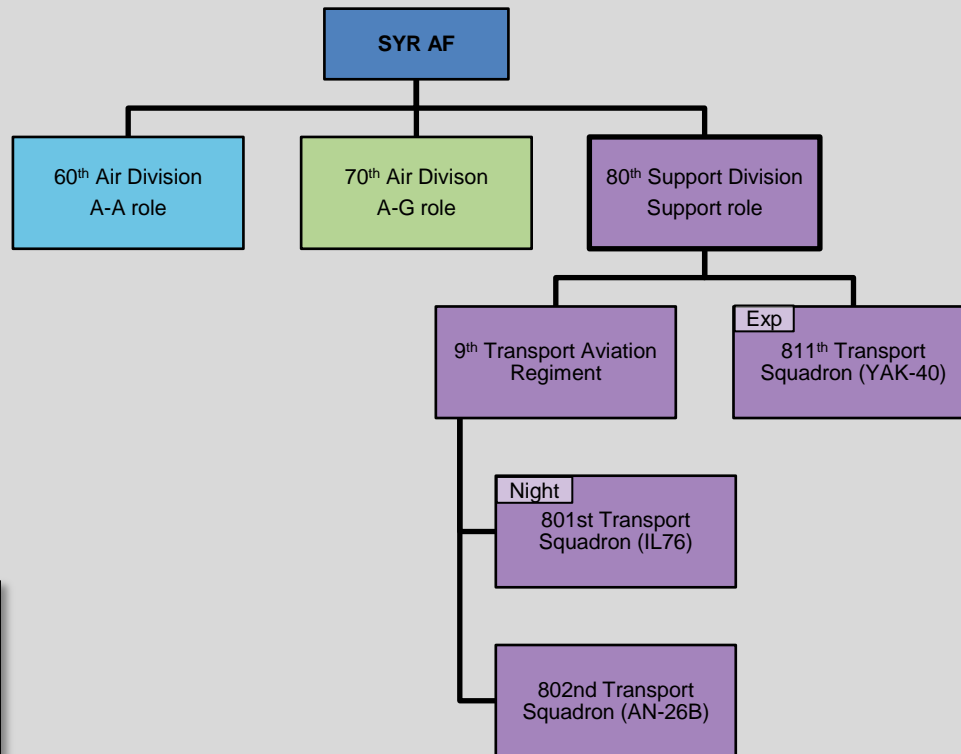 SYR AF
60th Air Division
A-A role
70th Air Divison
A-G role
80th Support Division
Support role
9th Transport Aviation
Regiment
Exp
811th Transport
Squadron (YAK-40)
Night
801st Transport
Squadron (IL76)
802nd Transport
Squadron (AN-26B)